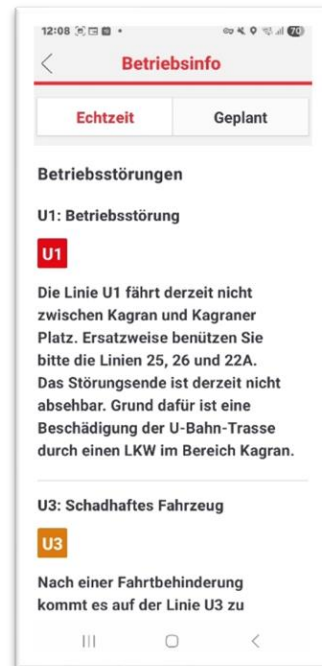 12:08
70
Betriebsinfo
Echtzeit
Geplant
Betriebsstörungen
U1: Betriebsstörung
U1
Die Linie U1 fährt derzeit nicht
zwischen Kagran und Kagraner
Platz. Ersatzweise benützen Sie
bitte die Linien 25, 26 und 22A.
Das Störungsende ist derzeit nicht
absehbar. Grund dafür ist eine
Beschädigung der U-Bahn-Trasse
durch einen LKW im Bereich Kagran.
U3: Schadhaftes Fahrzeug
U3
Nach einer Fahrtbehinderung
kommt es auf der Linie U3 zu